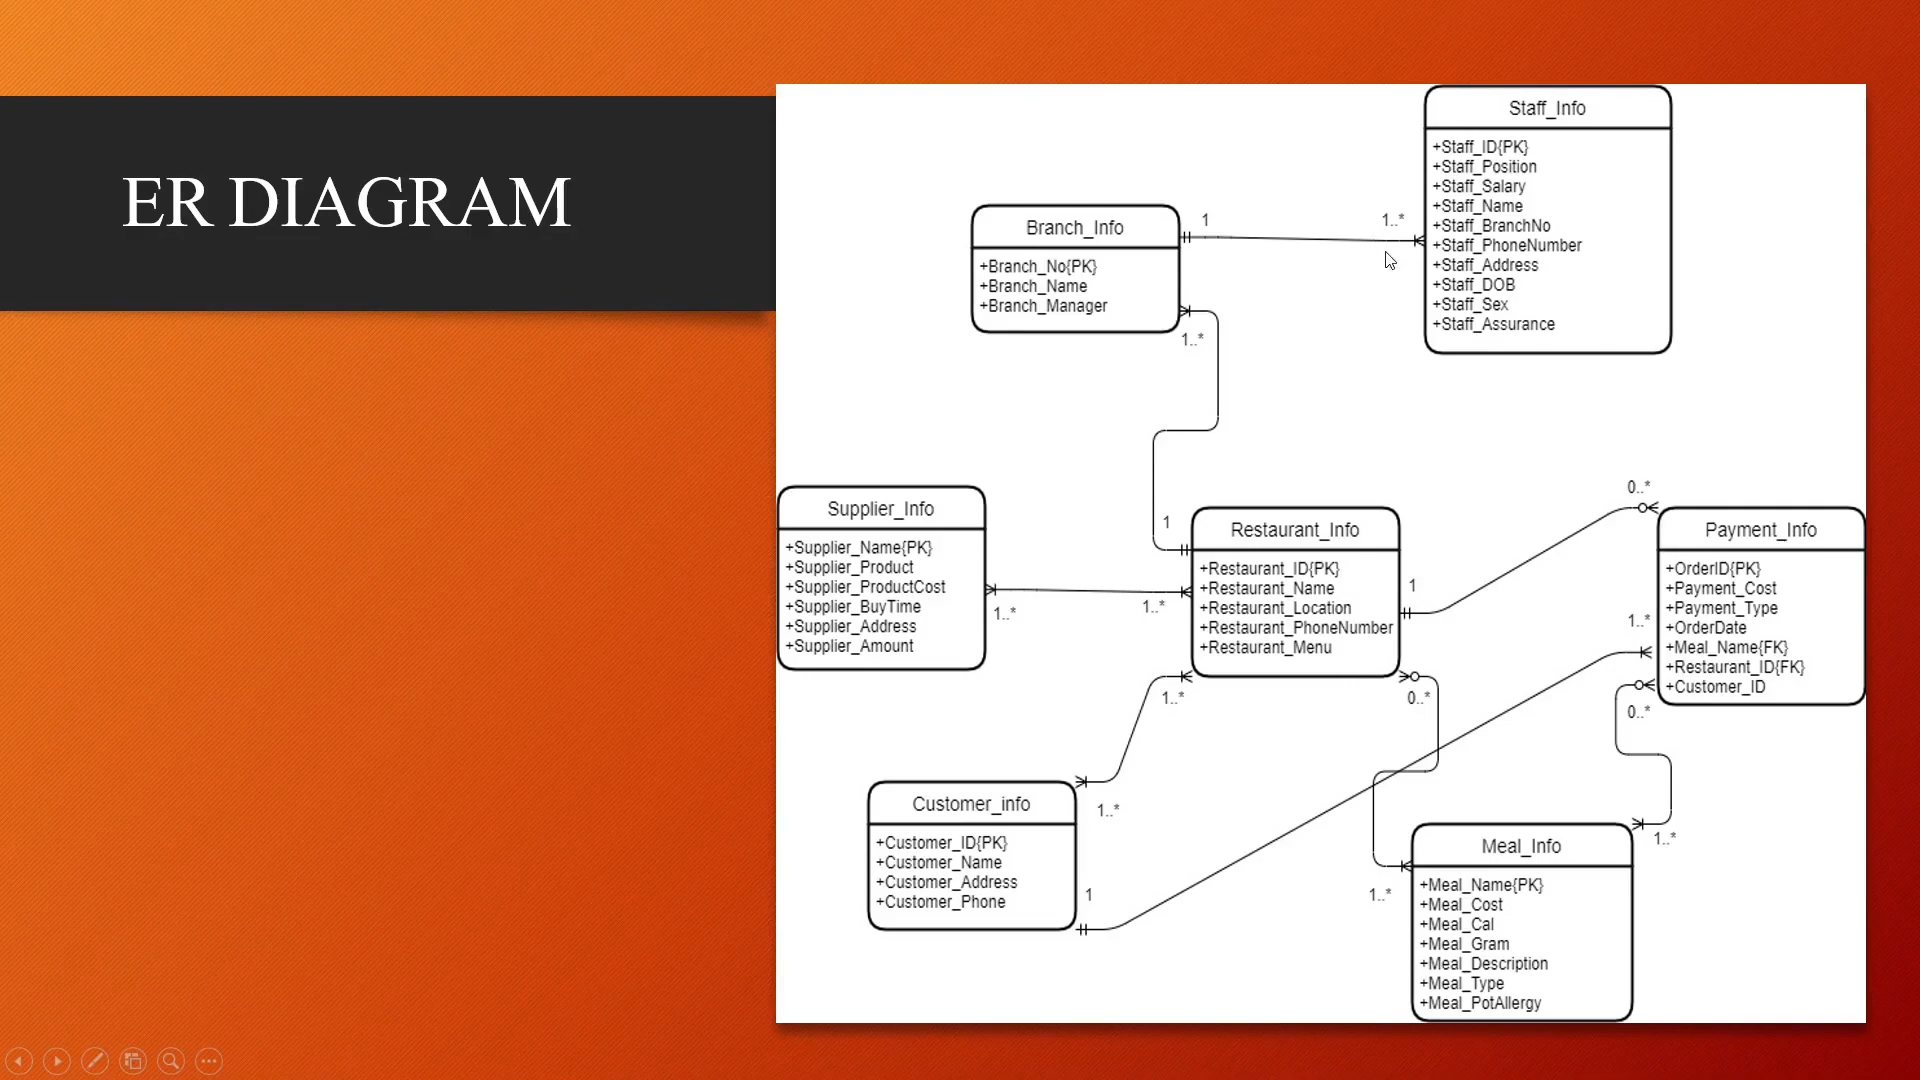 ER DIAGRAM
Staff_Info
+Staff_ID{PK}
+Staff_Position
+Staff_Salary
+Staff_Name
+Staff_BranchNo
+Staff_PhoneNumber
+Staff_Address
+Staff_DOB
+Staff_Sex
+Staff_Assurance
Branch_Info
+Branch_No{PK}
+Branch_Name
+Branch_Manager
1
1..*
1..*
1
Supplier_Info
+Supplier_Name{PK}
+Supplier_Product
+Supplier_ProductCost
+Supplier_BuyTime
+Supplier_Address
+Supplier_Amount
1..*
1..*
Restaurant_Info
+Restaurant_ID{PK}
+Restaurant_Name
+Restaurant_Location
+Restaurant_PhoneNumber
+Restaurant_Menu
1
0..*
1..*
0..*
Payment_Info
+OrderID{PK}
+Payment_Cost
+Payment_Type
+OrderDate
+Meal_Name{FK}
+Restaurant_ID{FK}
+Customer_ID
1..*
0..*
1..*
Customer_info
+Customer_ID{PK}
+Customer_Name
+Customer_Address
+Customer_Phone
1..*
1
1..*
Meal_Info
+Meal_Name{PK}
+Meal_Cost
+Meal_Cal
+Meal_Gram
+Meal_Description
+Meal_Type
+Meal_PotAllergy